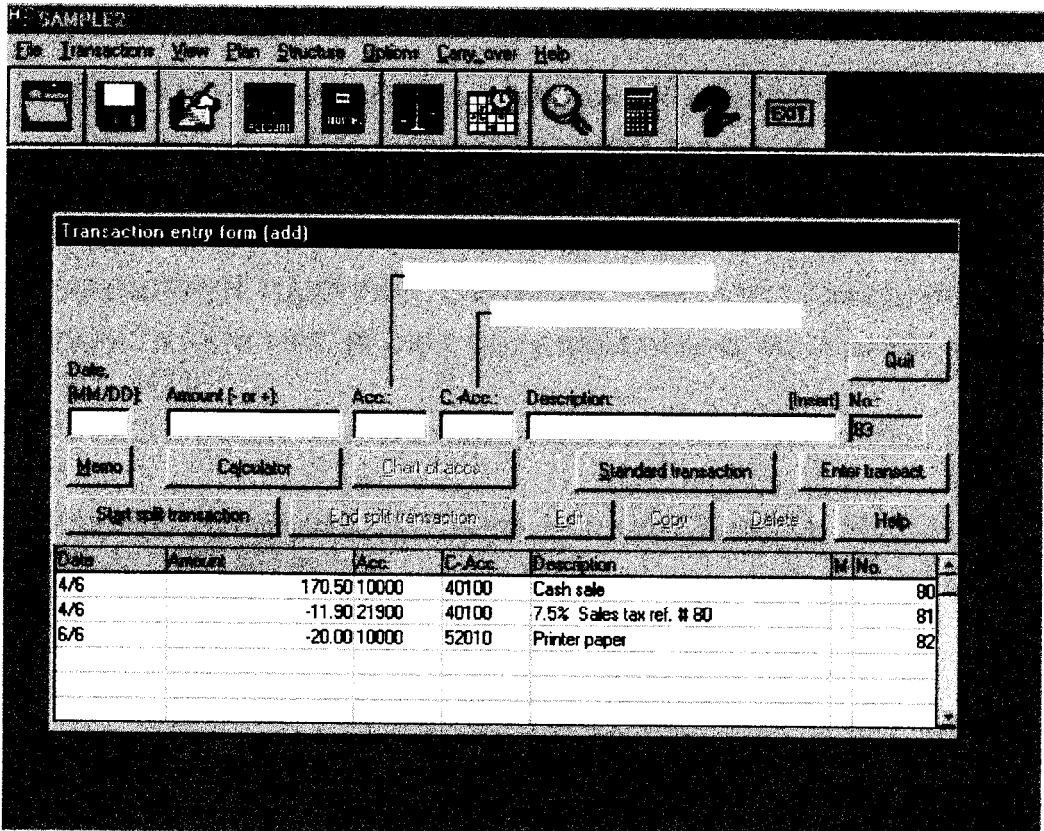 SAMPLE2
File Transactions View Plan Structure Options Carry_over Help
EXIT
Transaction entry form (add)
Quit
Date,
(MM/DD): Amount [- or +]: Acc.: C.-Acc.: Description: [Insert] No.:
83
Memo Calculator Chart of accs. Standard transaction Enter transact.
Start split transaction End split transaction Edit Copy Delete Help
Date Amount Acc. C-Acc. Description M No.
4/6 170.50 10000 40100 Cash sale 80
4/6 -11.90 21900 40100 7.5% Sales tax ref. # 80 81
6/6 -20.00 10000 52010 Printer paper 82